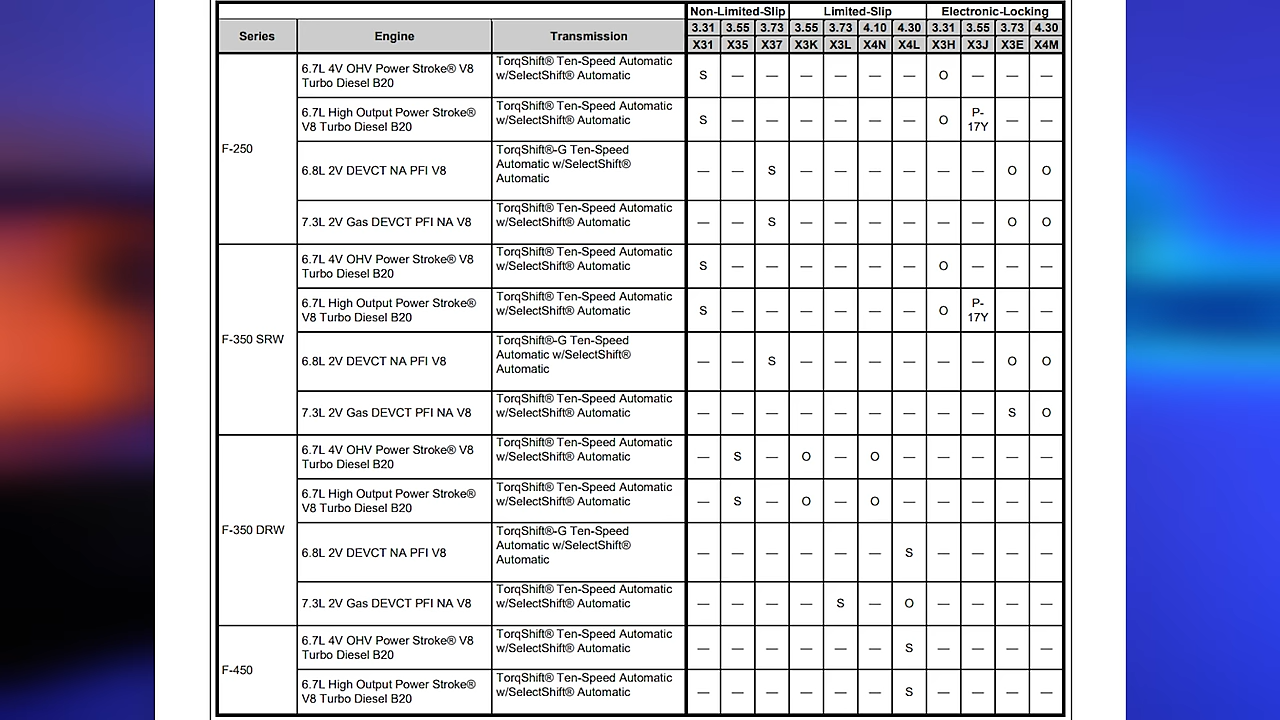 Non-Limited-Slip Limited-Slip Electronic-Locking
Series Engine Transmission 3.31 3.55 3.73 3.55 3.73 4.10 4.30 3.31 3.55 3.73 4.30
X31 X35 X37 X3K X3L X4N X4L X3H X3J X3E X4M
F-250
6.7L 4V OHV Power Stroke® V8
Turbo Diesel B20
TorqShift® Ten-Speed Automatic
w/SelectShift® Automatic
S — — — — — — O — — —
6.7L High Output Power Stroke®
V8 Turbo Diesel B20
TorqShift® Ten-Speed Automatic
w/SelectShift® Automatic
S — — — — — — O P-17Y — —
6.8L 2V DEVCT NA PFI V8
TorqShift®-G Ten-Speed
Automatic w/SelectShift®
Automatic
— — S — — — — — — O O
7.3L 2V Gas DEVCT PFI NA V8
TorqShift® Ten-Speed Automatic
w/SelectShift® Automatic
— — S — — — — — — O O
F-350 SRW
6.7L 4V OHV Power Stroke® V8
Turbo Diesel B20
TorqShift® Ten-Speed Automatic
w/SelectShift® Automatic
S — — — — — — O — — —
6.7L High Output Power Stroke®
V8 Turbo Diesel B20
TorqShift® Ten-Speed Automatic
w/SelectShift® Automatic
S — — — — — — O P-17Y — —
6.8L 2V DEVCT NA PFI V8
TorqShift®-G Ten-Speed
Automatic w/SelectShift®
Automatic
— — S — — — — — — O O
7.3L 2V Gas DEVCT PFI NA V8
TorqShift® Ten-Speed Automatic
w/SelectShift® Automatic
— — — — — — — — — S O
F-350 DRW
6.7L 4V OHV Power Stroke® V8
Turbo Diesel B20
TorqShift® Ten-Speed Automatic
w/SelectShift® Automatic
— S — O — O — — — — —
6.7L High Output Power Stroke®
V8 Turbo Diesel B20
TorqShift® Ten-Speed Automatic
w/SelectShift® Automatic
— S — O — O — — — — —
6.8L 2V DEVCT NA PFI V8
TorqShift®-G Ten-Speed
Automatic w/SelectShift®
Automatic
— — — — — — S — — — —
7.3L 2V Gas DEVCT PFI NA V8
TorqShift® Ten-Speed Automatic
w/SelectShift® Automatic
— — — — S — O — — — —
F-450
6.7L 4V OHV Power Stroke® V8
Turbo Diesel B20
TorqShift® Ten-Speed Automatic
w/SelectShift® Automatic
— — — — — — S — — — —
6.7L High Output Power Stroke®
V8 Turbo Diesel B20
TorqShift® Ten-Speed Automatic
w/SelectShift® Automatic
— — — — — — S — — — —